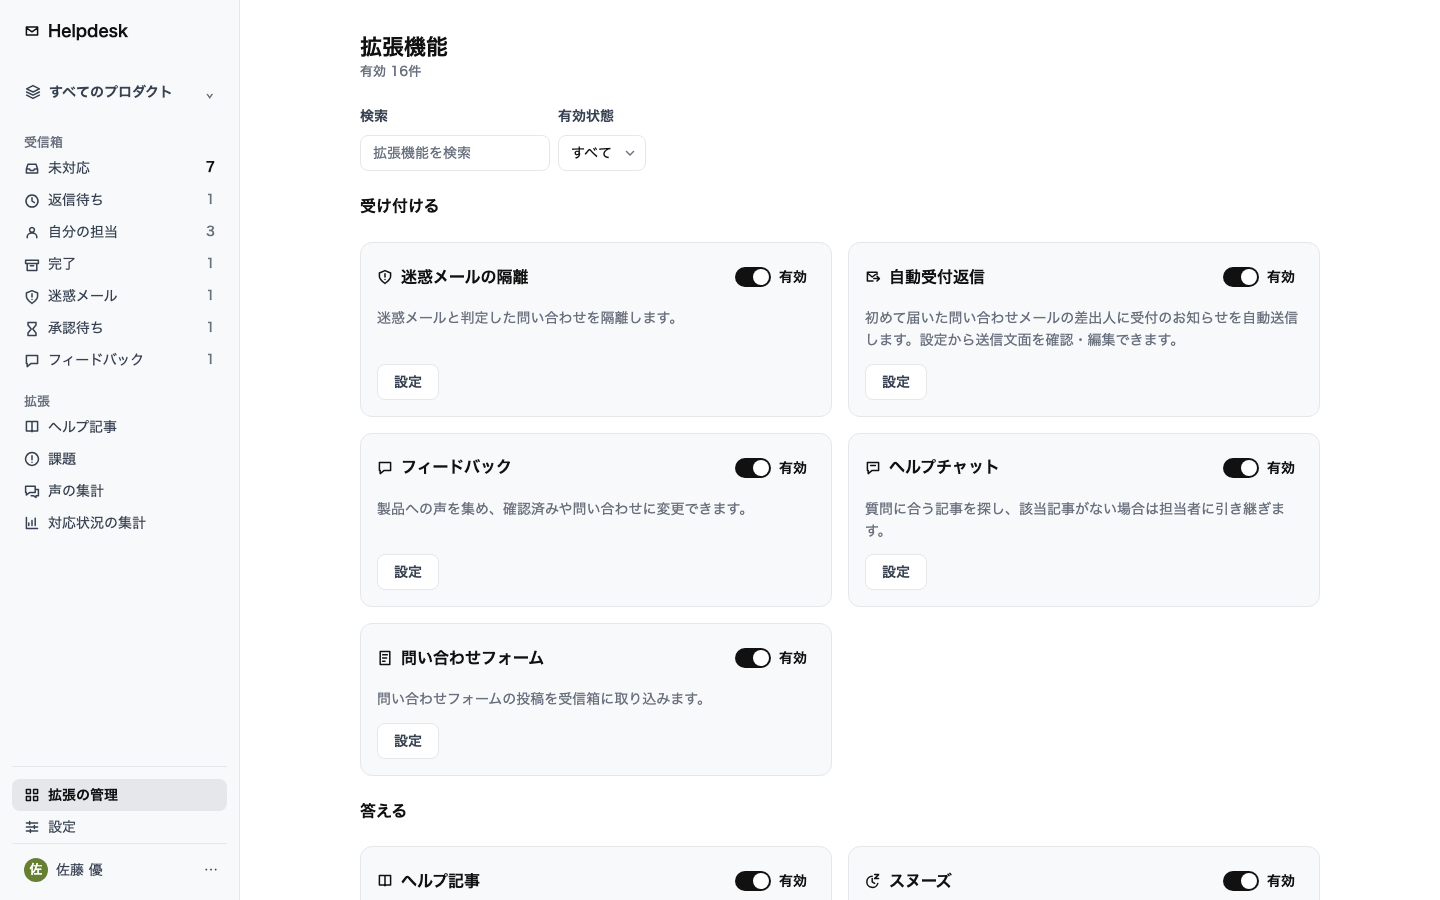 Helpdesk
すべてのプロダクト
受信箱
未対応 7
返信待ち 1
自分の担当 3
完了 1
迷惑メール 1
承認待ち 1
フィードバック 1
拡張
ヘルプ記事
課題
声の集計
対応状況の集計
拡張の管理
設定
佐 佐藤 優 …
拡張機能
有効 16件
検索 有効状態
拡張機能を検索 すべて
受け付ける
迷惑メールの隔離 有効
迷惑メールと判定した問い合わせを隔離します。
設定
自動受付返信 有効
初めて届いた問い合わせメールの差出人に受付のお知らせを自動送信
します。設定から送信文面を確認・編集できます。
設定
フィードバック 有効
製品への声を集め、確認済みや問い合わせに変更できます。
設定
ヘルプチャット 有効
質問に合う記事を探し、該当記事がない場合は担当者に引き継ぎま
す。
設定
問い合わせフォーム 有効
問い合わせフォームの投稿を受信箱に取り込みます。
設定
答える
ヘルプ記事 有効
スヌーズ 有効